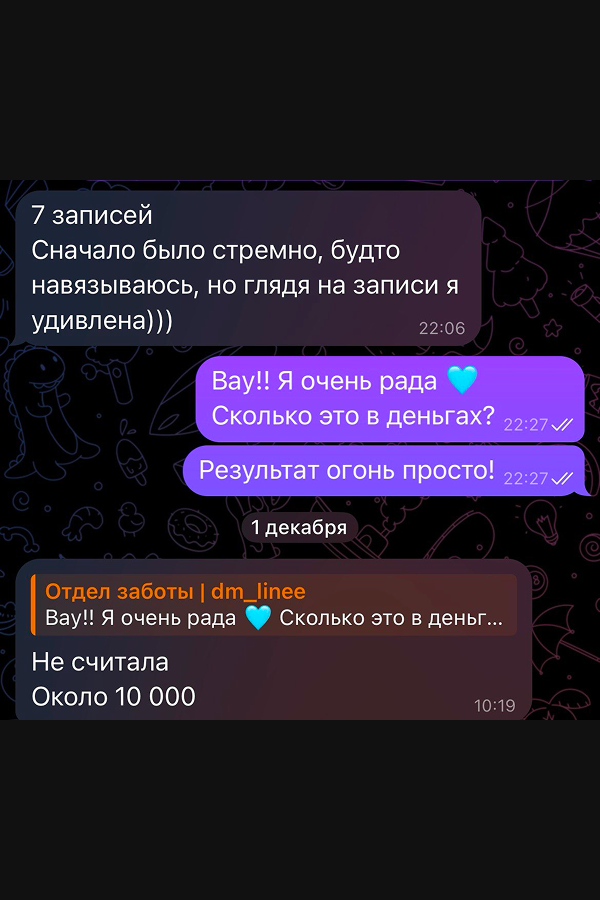 7 записей
Сначало было стремно, будто
навязываюсь, но глядя на записи я
удивлена)))
22:06
Вау!! Я очень рада 🩵
Сколько это в деньгах? 22:27
Результат огонь просто! 22:27
1 декабря
Отдел заботы | dm_linee
Вау!! Я очень рада 🩵 Сколько это в деньг...
Не считала
Около 10 000
10:19